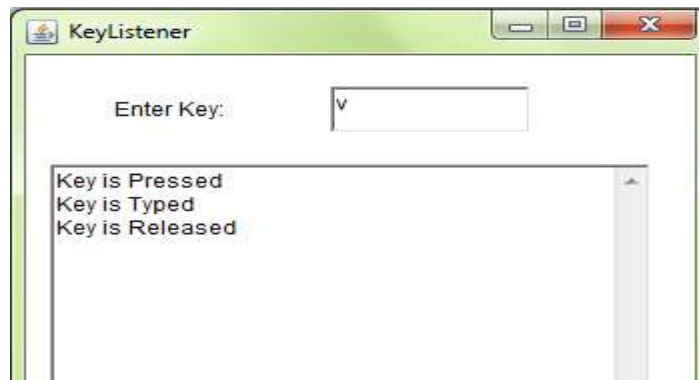 KeyListener
Enter Key:
v
Key is Pressed
Key is Typed
Key is Released